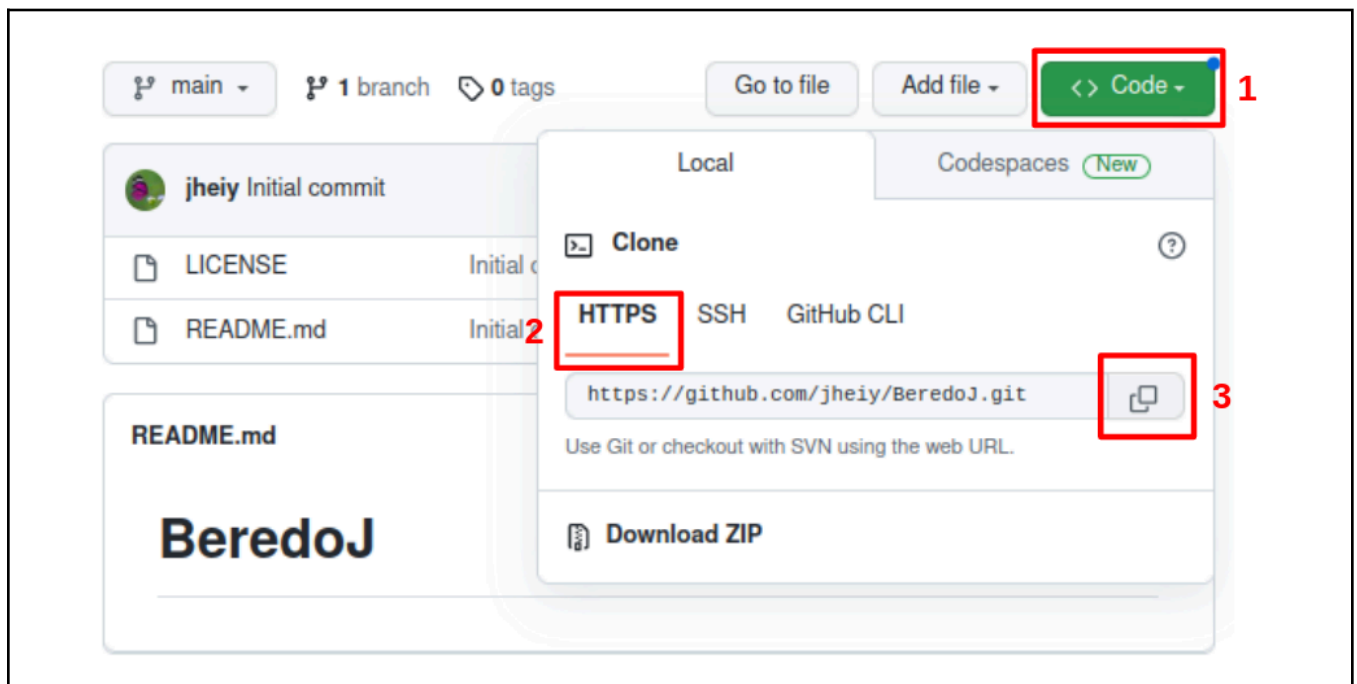 main 1 branch 0 tags Go to file Add file <> Code 1
Local Codespaces New
jheiy Initial commit
Clone
LICENSE Initial
HTTPS SSH GitHub CLI
2
README.md Initial
https://github.com/jheiy/BeredoJ.git 3
README.md
Use Git or checkout with SVN using the web URL.
BeredoJ
Download ZIP